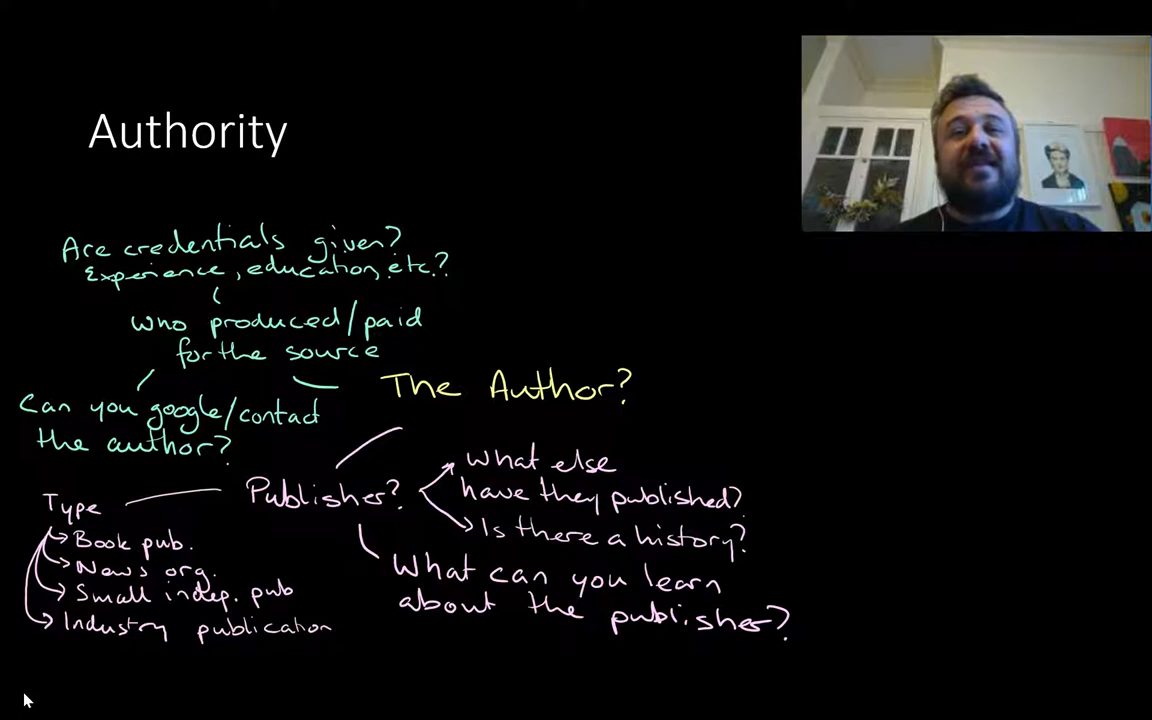 Authority
Are credentials given?
Experience, education, etc.?
who produced/paid
for the source
The Author?
Can you google/contact
the author?
Publisher?
What else
have they published?
Is there a history?
Type
Book pub.
News org.
Small indep. pub
Industry publication
What can you learn
about the publisher?